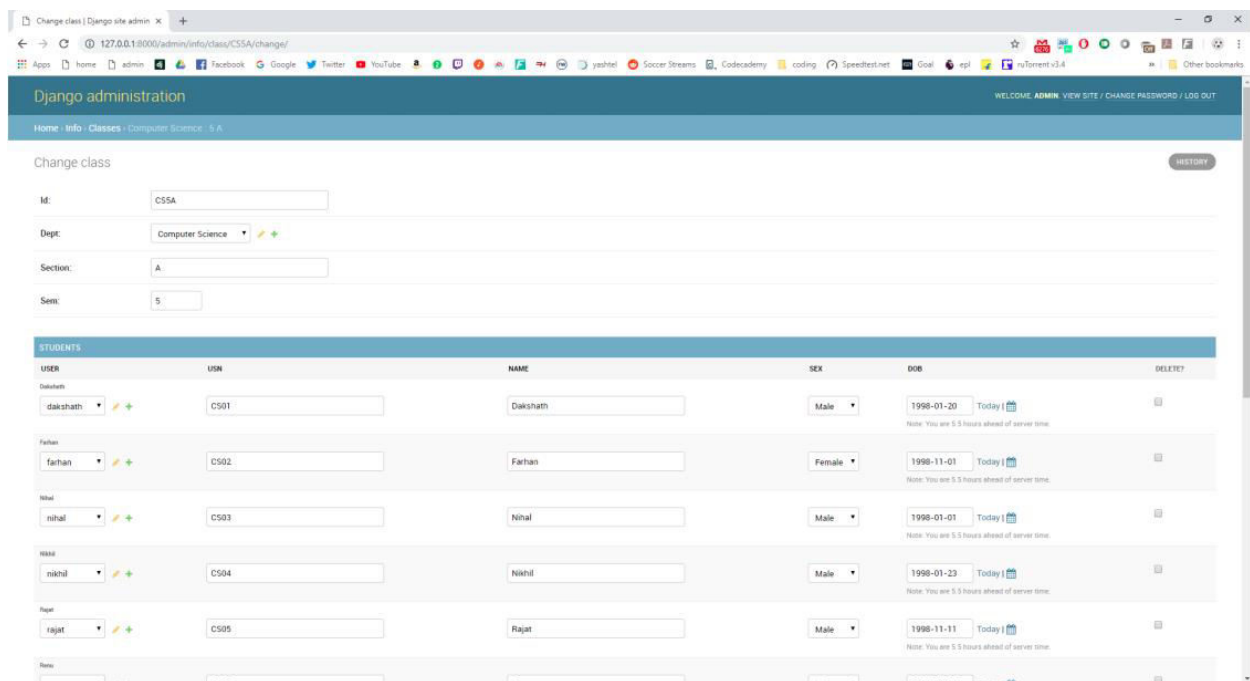 Change class | Django site admin
127.0.0.1:8000/admin/info/class/CS5A/change/
Apps home admin Facebook Google Twitter YouTube yashtel Soccer Streams Codecademy coding Speedtest.net Goal epl ruTorrent v3.4 Other bookmarks
Django administration
WELCOME, ADMIN. VIEW SITE / CHANGE PASSWORD / LOG OUT
Home › Info › Classes › Computer Science : 5 A
Change class
HISTORY
Id: CS5A
Dept: Computer Science
Section: A
Sem: 5
STUDENTS
USER USN NAME SEX DOB DELETE?
Dakshath
dakshath CS01 Dakshath Male 1998-01-20 Today |
Note: You are 5.5 hours ahead of server time.
Farhan
farhan CS02 Farhan Female 1998-11-01 Today |
Note: You are 5.5 hours ahead of server time.
Nihal
nihal CS03 Nihal Male 1998-01-01 Today |
Note: You are 5.5 hours ahead of server time.
Nikhil
nikhil CS04 Nikhil Male 1998-01-23 Today |
Note: You are 5.5 hours ahead of server time.
Rajat
rajat CS05 Rajat Male 1998-11-11 Today |
Note: You are 5.5 hours ahead of server time.
Renu